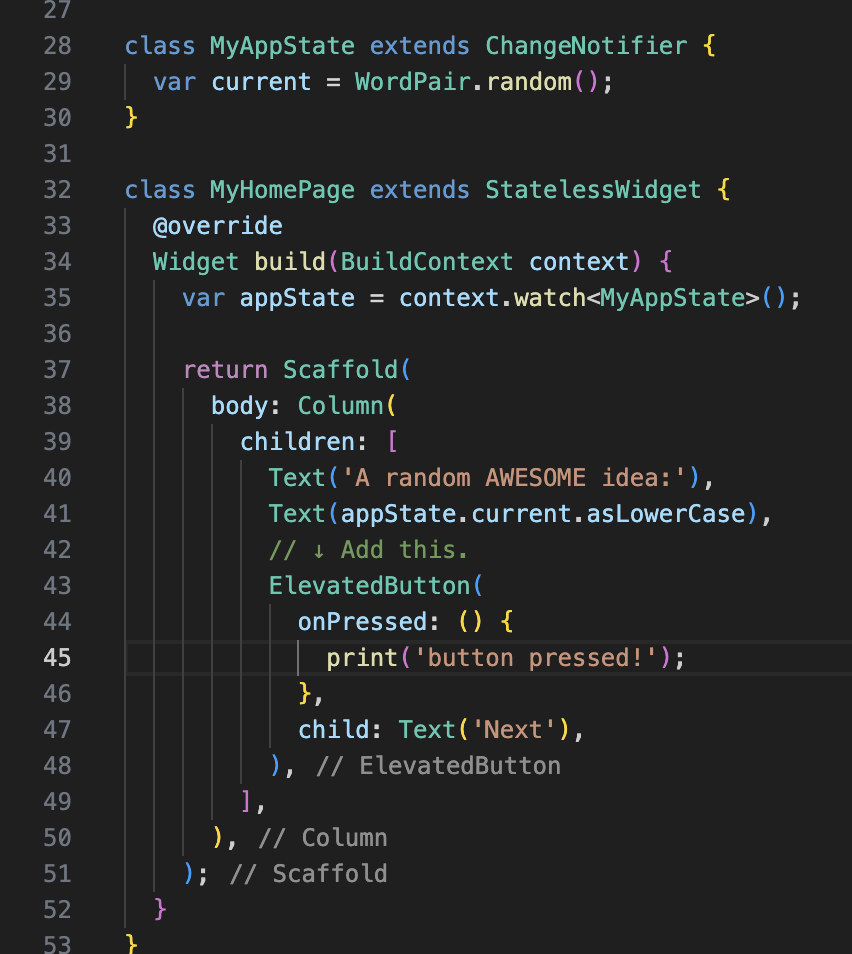 27
28 class MyAppState extends ChangeNotifier {
29   var current = WordPair.random();
30 }
31
32 class MyHomePage extends StatelessWidget {
33   @override
34   Widget build(BuildContext context) {
35     var appState = context.watch<MyAppState>();
36
37     return Scaffold(
38       body: Column(
39         children: [
40           Text('A random AWESOME idea:'),
41           Text(appState.current.asLowerCase),
42           // ↓ Add this.
43           ElevatedButton(
44             onPressed: () {
45               print('button pressed!');
46             },
47             child: Text('Next'),
48           ), // ElevatedButton
49         ],
50       ), // Column
51     ); // Scaffold
52   }
53 }